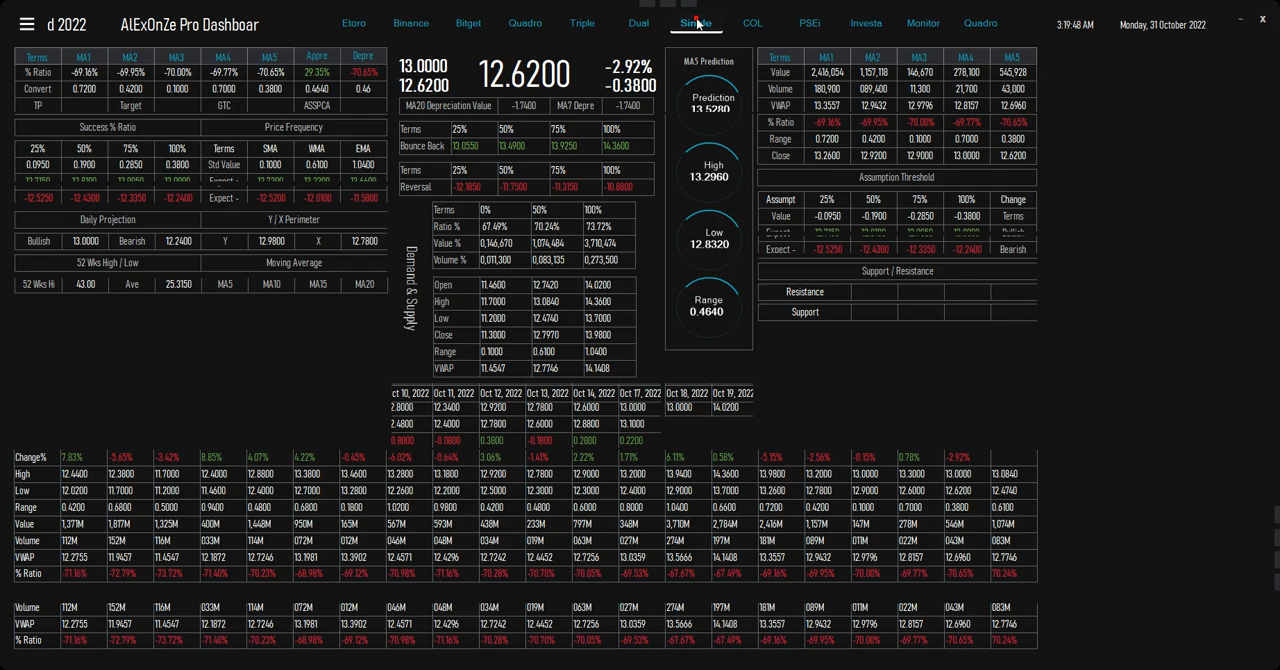 d 2022 AlExOnZe Pro Dashboar Etoro Binance Bitget Quadro Triple Dual Single COL PSEi Investa Monitor Quadro 3:19:48 AM Monday, 31 October 2022
Terms MA1 MA2 MA3 MA4 MA5 Appre Depre
% Ratio -69.16% -69.95% -70.00% -69.77% -70.65% 29.35% -70.65%
Convert 0.7200 0.4200 0.1000 0.7000 0.3800 0.4640 0.46
TP Target GTC ASSPCA
Success % Ratio Price Frequency
25% 50% 75% 100% Terms SMA WMA EMA
0.0950 0.1900 0.2850 0.3800 Std Value 0.1000 0.6100 1.0400
-12.5250 -12.4300 -12.3350 -12.2400 Expect - -12.5200 -12.0100 -11.5800
Daily Projection Y / X Perimeter
Bullish 13.0000 Bearish 12.2400 Y 12.9800 X 12.7800
52 Wks High / Low Moving Average
52 Wks Hi 43.00 Ave 25.3150 MA5 MA10 MA15 MA20
13.0000 12.6200 -2.92%
12.6200 -0.3800
MA20 Depreciation Value -1.7400 MA7 Depre -1.7400
Terms 25% 50% 75% 100%
Bounce Back 13.0550 13.4900 13.9250 14.3600
Terms 25% 50% 75% 100%
Reversal -12.1850 -11.7500 -11.3150 -10.8800
Demand & Supply
Terms 0% 50% 100%
Ratio % 67.49% 70.24% 73.72%
Value % 0,146,670 1,074,484 3,710,474
Volume % 0,011,300 0,083,135 0,273,500
Open 11.4600 12.7420 14.0200
High 11.7000 13.0840 14.3600
Low 11.2000 12.4740 13.7000
Close 11.3000 12.7970 13.9800
Range 0.1000 0.6100 1.0400
VWAP 11.4547 12.7746 14.1408
MA5 Prediction
Prediction
13.5280
High
13.2960
Low
12.8320
Range
0.4640
Terms MA1 MA2 MA3 MA4 MA5
Value 2,416,054 1,157,118 146,670 278,100 545,928
Volume 180,900 089,400 11,300 21,700 43,000
VWAP 13.3557 12.9432 12.9796 12.8157 12.6960
% Ratio -69.16% -69.95% -70.00% -69.77% -70.65%
Range 0.7200 0.4200 0.1000 0.7000 0.3800
Close 13.2600 12.9200 12.9000 13.0000 12.6200
Assumption Threshold
Assumpt 25% 50% 75% 100% Change
Value -0.0950 -0.1900 -0.2850 -0.3800 Terms
Expect - -12.5250 -12.4300 -12.3350 -12.2400 Bearish
Support / Resistance
Resistance
Support
ct 10, 2022 Oct 11, 2022 Oct 12, 2022 Oct 13, 2022 Oct 14, 2022 Oct 17, 2022 Oct 18, 2022 Oct 19, 2022
2.8000 12.3400 12.9200 12.7800 12.6000 13.0000 13.0000 14.0200
2.4800 12.4000 12.7800 12.6000 12.8800 13.1000
0.8000 -0.0800 0.3800 -0.1800 0.2800 0.2200
Change% 7.83% -5.65% -3.42% 8.85% 4.07% 4.22% -0.45% -6.02% -0.64% 3.06% -1.41% 2.22% 1.71% 6.11% 0.58% -5.15% -2.56% -0.15% 0.78% -2.92%
High 12.4400 12.3800 11.7000 12.4000 12.8800 13.3800 13.4600 13.2800 13.1800 12.9200 12.7800 12.9000 13.2000 13.9400 14.3600 13.9800 13.2000 13.0000 13.3000 13.0000 13.0840
Low 12.0200 11.7000 11.2000 11.4600 12.4000 12.7000 13.2800 12.2600 12.2000 12.5000 12.3000 12.3000 12.4000 12.9000 13.7000 13.2600 12.7800 12.9000 12.6000 12.6200 12.4740
Range 0.4200 0.6800 0.5000 0.9400 0.4800 0.6800 0.1800 1.0200 0.9800 0.4200 0.4800 0.6000 0.8000 1.0400 0.6600 0.7200 0.4200 0.1000 0.7000 0.3800 0.6100
Value 1,371M 1,817M 1,325M 400M 1,448M 950M 165M 567M 593M 438M 233M 797M 348M 3,710M 2,784M 2,416M 1,157M 147M 278M 546M 1,074M
Volume 112M 152M 116M 033M 114M 072M 012M 046M 048M 034M 019M 063M 027M 274M 197M 181M 089M 011M 022M 043M 083M
VWAP 12.2755 11.9457 11.4547 12.1872 12.7246 13.1981 13.3902 12.4571 12.4296 12.7242 12.4452 12.7256 13.0359 13.5666 14.1408 13.3557 12.9432 12.9796 12.8157 12.6960 12.7746
% Ratio -71.16% -72.79% -73.72% -71.40% -70.23% -68.98% -69.12% -70.98% -71.16% -70.28% -70.70% -70.05% -69.53% -67.67% -67.49% -69.16% -69.95% -70.00% -69.77% -70.65% 70.24%
Volume 112M 152M 116M 033M 114M 072M 012M 046M 048M 034M 019M 063M 027M 274M 197M 181M 089M 011M 022M 043M 083M
VWAP 12.2755 11.9457 11.4547 12.1872 12.7246 13.1981 13.3902 12.4571 12.4296 12.7242 12.4452 12.7256 13.0359 13.5666 14.1408 13.3557 12.9432 12.9796 12.8157 12.6960 12.7746
% Ratio -71.16% -72.79% -73.72% -71.40% -70.23% -68.98% -69.12% -70.98% -71.16% -70.28% -70.70% -70.05% -69.53% -67.67% -67.49% -69.16% -69.95% -70.00% -69.77% -70.65% 70.24%